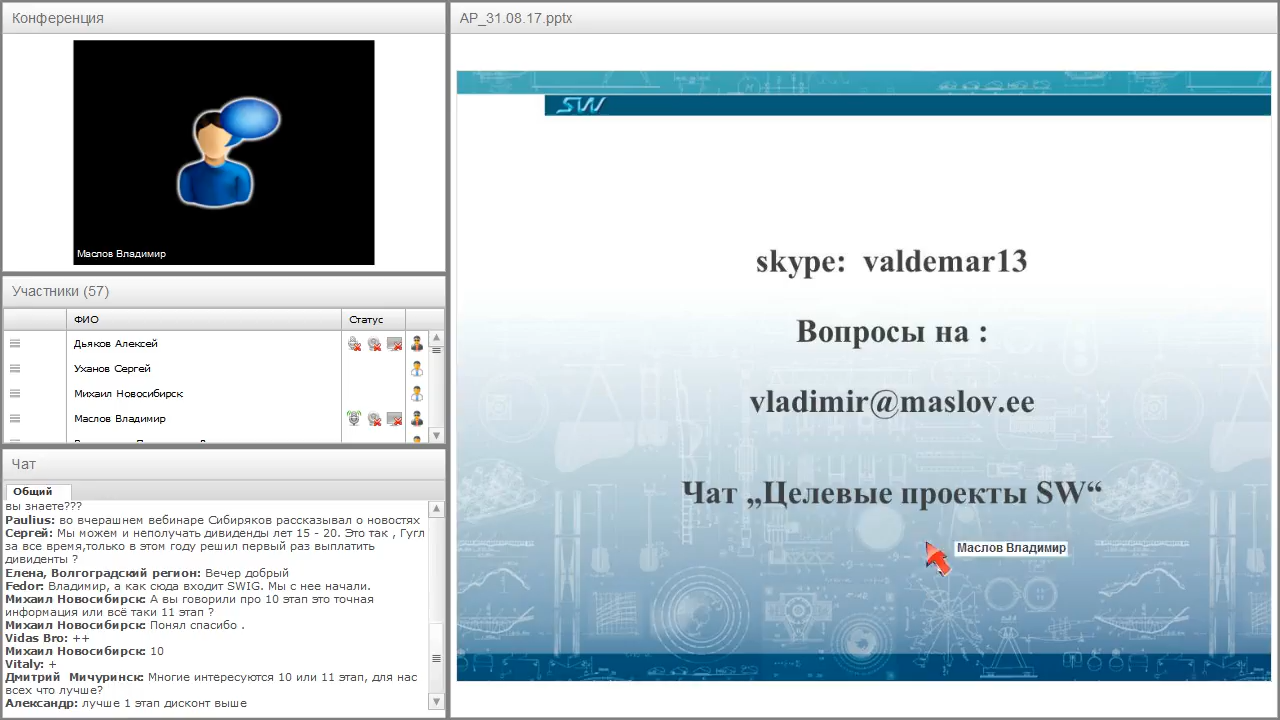 Конференция
Маслов Владимир
Участники (57)
ФИО
Статус
Дьяков Алексей
Уханов Сергей
Михаил Новосибирск
Маслов Владимир
Чат
Общий
вы знаете???
Paulius: во вчерашнем вебинаре Сибиряков рассказывал о новостях
Сергей: Мы можем и неполучать дивиденды лет 15 - 20. Это так , Гугл
за все время,только в этом году решил первый раз выплатить
дивиденты ?
Елена, Волгоградский регион: Вечер добрый
Fedor: Владимир, а как сюда входит SWIG. Мы с нее начали.
Михаил Новосибирск: А вы говорили про 10 этап это точная
информация или всё таки 11 этап ?
Михаил Новосибирск: Понял спасибо .
Vidas Bro: ++
Михаил Новосибирск: 10
Vitaly: +
Дмитрий Мичуринск: Многие интересуются 10 или 11 этап, для нас
всех что лучше?
Александр: лучше 1 этап дисконт выше
AP_31.08.17.pptx
SW
skype: valdemar13
Вопросы на :
vladimir@maslov.ee
Чат „Целевые проекты SW“
Маслов Владимир